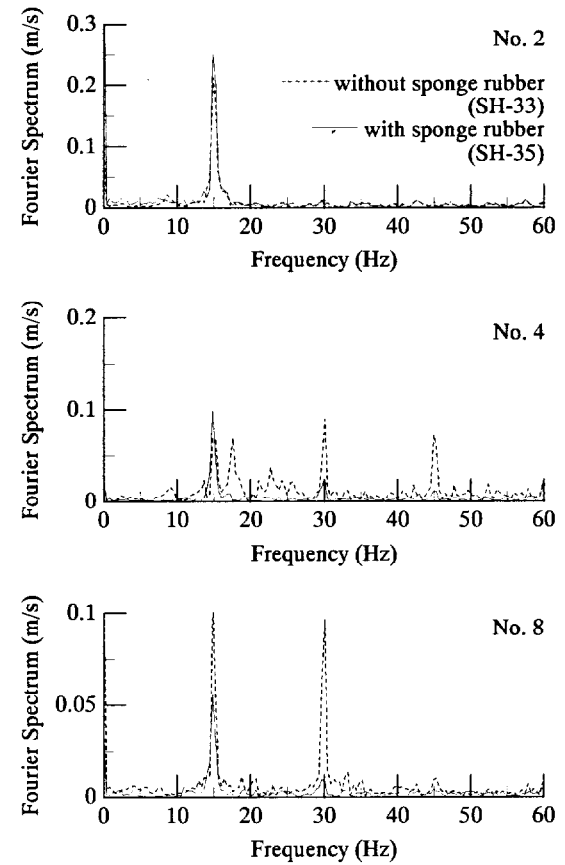 Fourier Spectrum (m/s)
0.3
0.2
0.1
0
No. 2
without sponge rubber
(SH-33)
with sponge rubber
(SH-35)
0 10 20 30 40 50 60
Frequency (Hz)
Fourier Spectrum (m/s)
0.2
0.1
0
No. 4
0 10 20 30 40 50 60
Frequency (Hz)
Fourier Spectrum (m/s)
0.1
0.05
0
No. 8
0 10 20 30 40 50 60
Frequency (Hz)